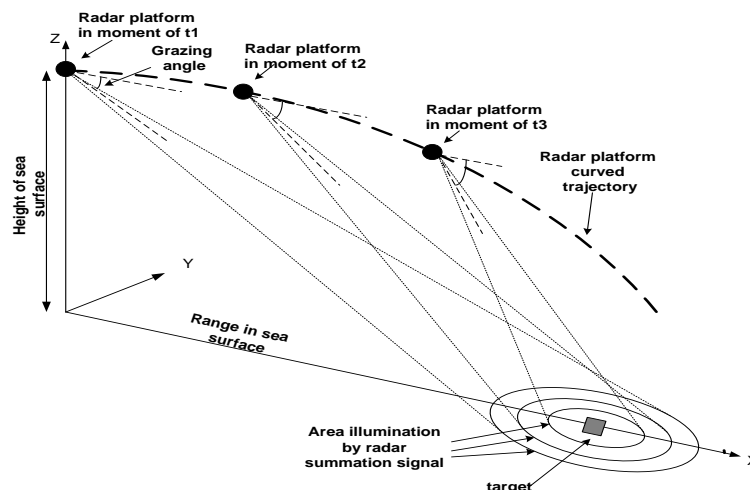 Radar platform
in moment of t1
Z
Grazing
angle
Radar platform
in moment of t2
Radar platform
in moment of t3
Radar platform
curved
trajectory
Height of sea
surface
Y
Range in sea
surface
Area illumination
by radar
summation signal
target
X